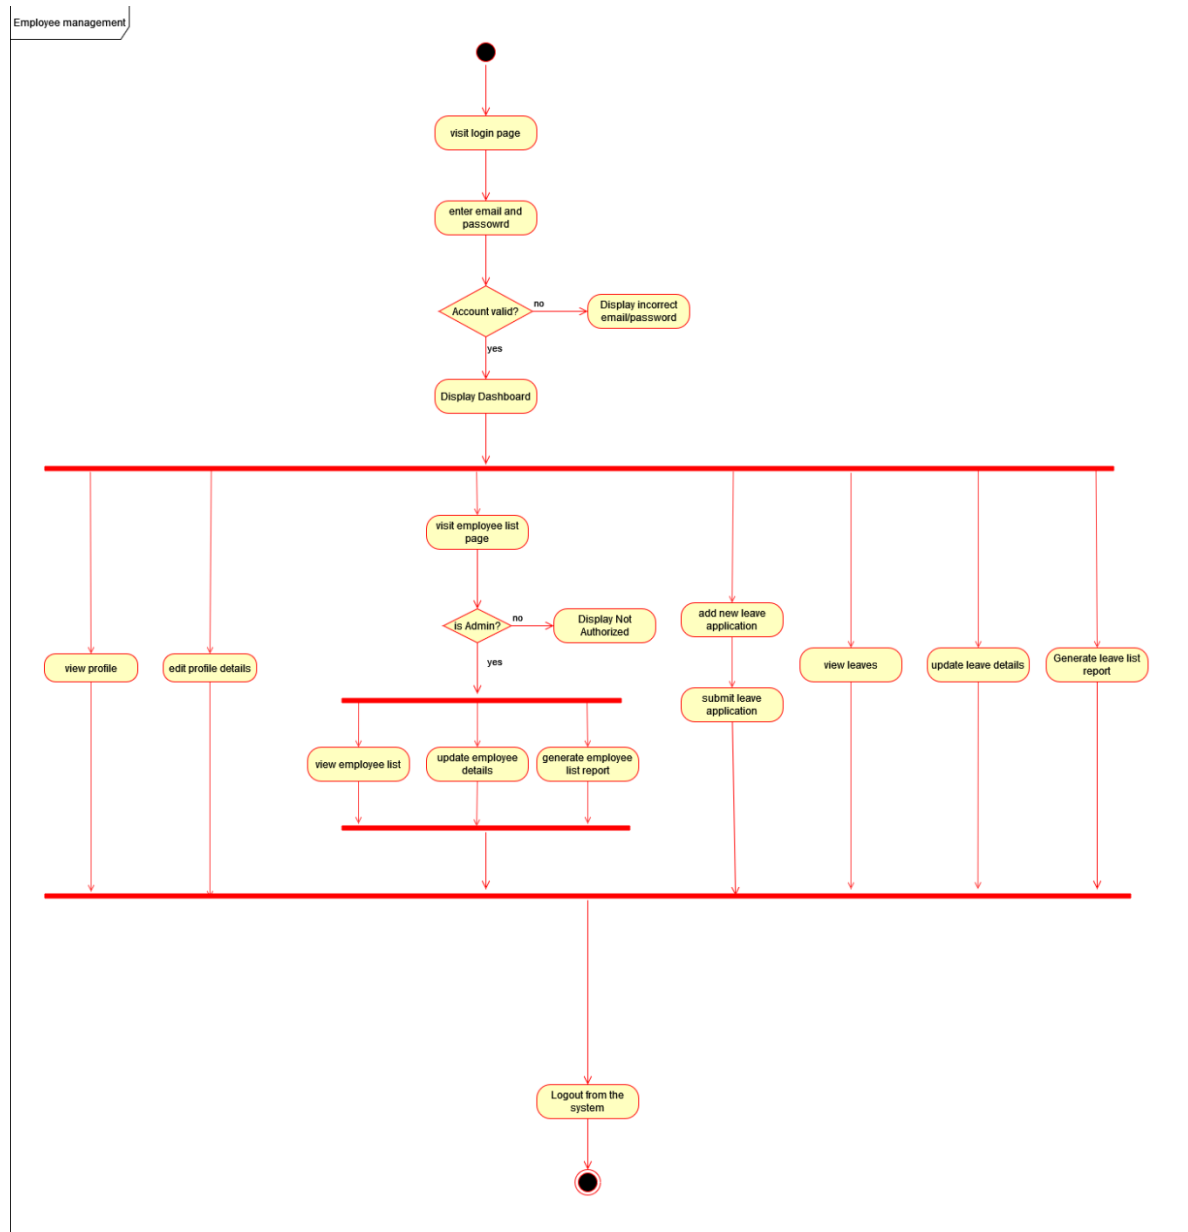 Employee management
visit login page
enter email and
passowrd
Account valid?
no
Display incorrect
email/password
yes
Display Dashboard
visit employee list
page
is Admin?
no
Display Not
Authorized
yes
view profile
edit profile details
add new leave
application
view leaves
update leave details
Generate leave list
report
submit leave
application
view employee list
update employee
details
generate employee
list report
Logout from the
system